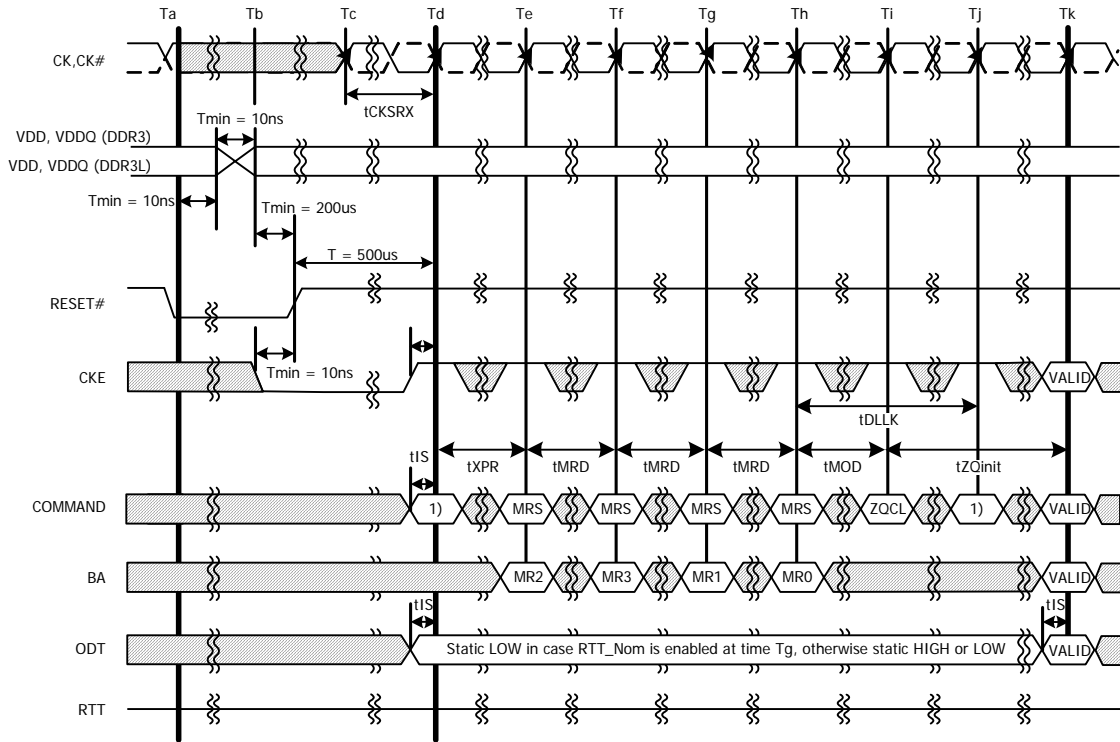 Ta Tb Tc Td Te Tf Tg Th Ti Tj Tk
CK,CK#
tCKSRX
Tmin = 10ns
VDD, VDDQ (DDR3)
VDD, VDDQ (DDR3L)
Tmin = 10ns
Tmin = 200us
T = 500us
RESET#
Tmin = 10ns
CKE
VALID
tDLLK
tIS
tXPR tMRD tMRD tMRD tMOD tZQinit
COMMAND 1) MRS MRS MRS MRS ZQCL 1) VALID
BA MR2 MR3 MR1 MR0 VALID
tIS tIS
ODT Static LOW in case RTT_Nom is enabled at time Tg, otherwise static HIGH or LOW VALID
RTT